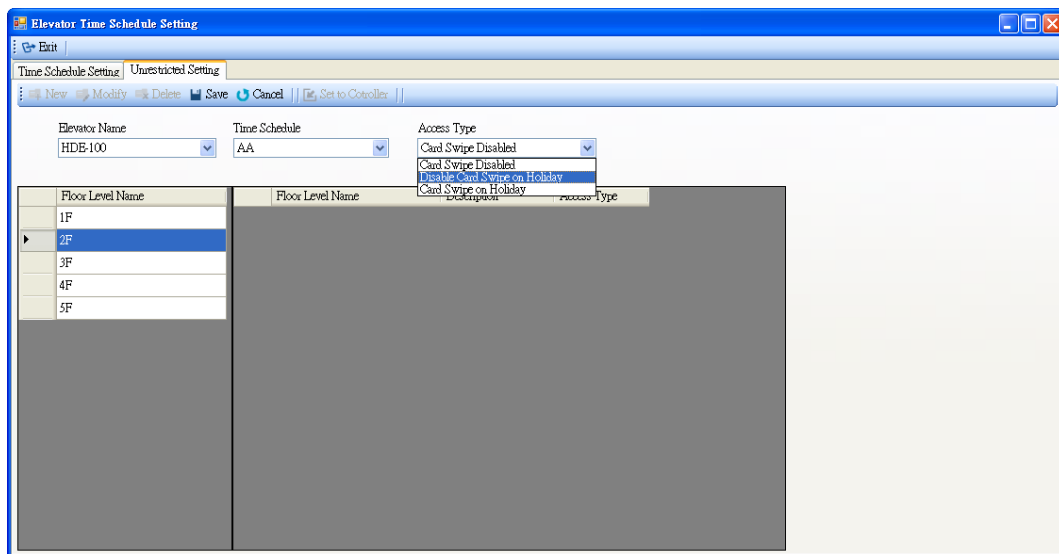 Elevator Time Schedule Setting
Exit
Time Schedule Setting Unrestricted Setting
New Modify Delete Save Cancel Set to Cotroller
Elevator Name Time Schedule Access Type
HDE-100 AA Card Swipe Disabled
Card Swipe Disabled
Disable Card Swipe on Holiday
Card Swipe on Holiday
Floor Level Name Floor Level Name Description Access Type
1F
2F
3F
4F
5F